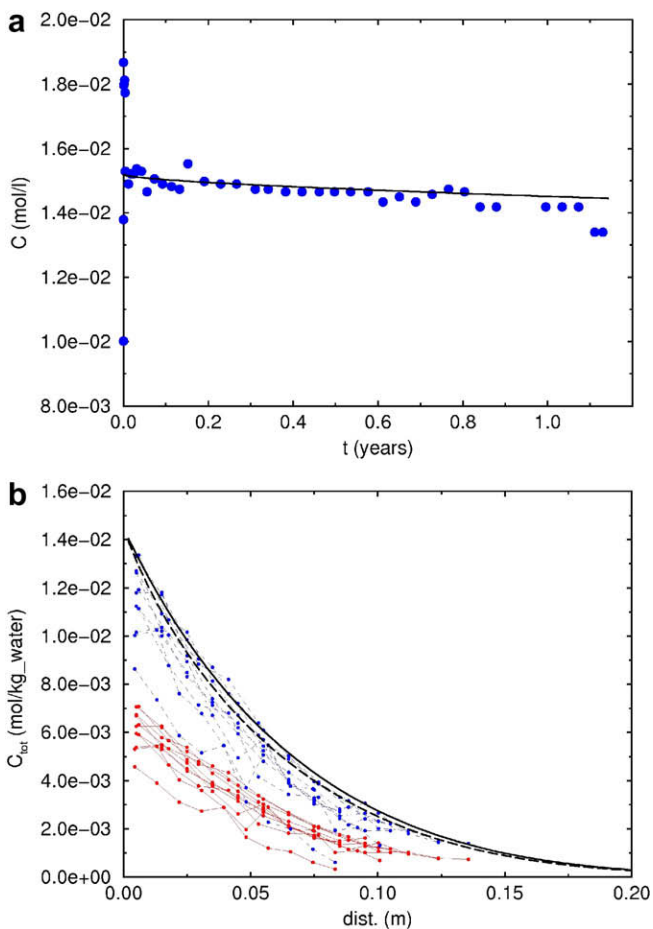 a
2.0e-02
1.8e-02
1.6e-02
1.4e-02
1.2e-02
1.0e-02
8.0e-03
C (mol/l)
0.0 0.2 0.4 0.6 0.8 1.0
t (years)
b
1.6e-02
1.4e-02
1.2e-02
1.0e-02
8.0e-03
6.0e-03
4.0e-03
2.0e-03
0.0e+00
C_tot (mol/kg_water)
0.00 0.05 0.10 0.15 0.20
dist. (m)